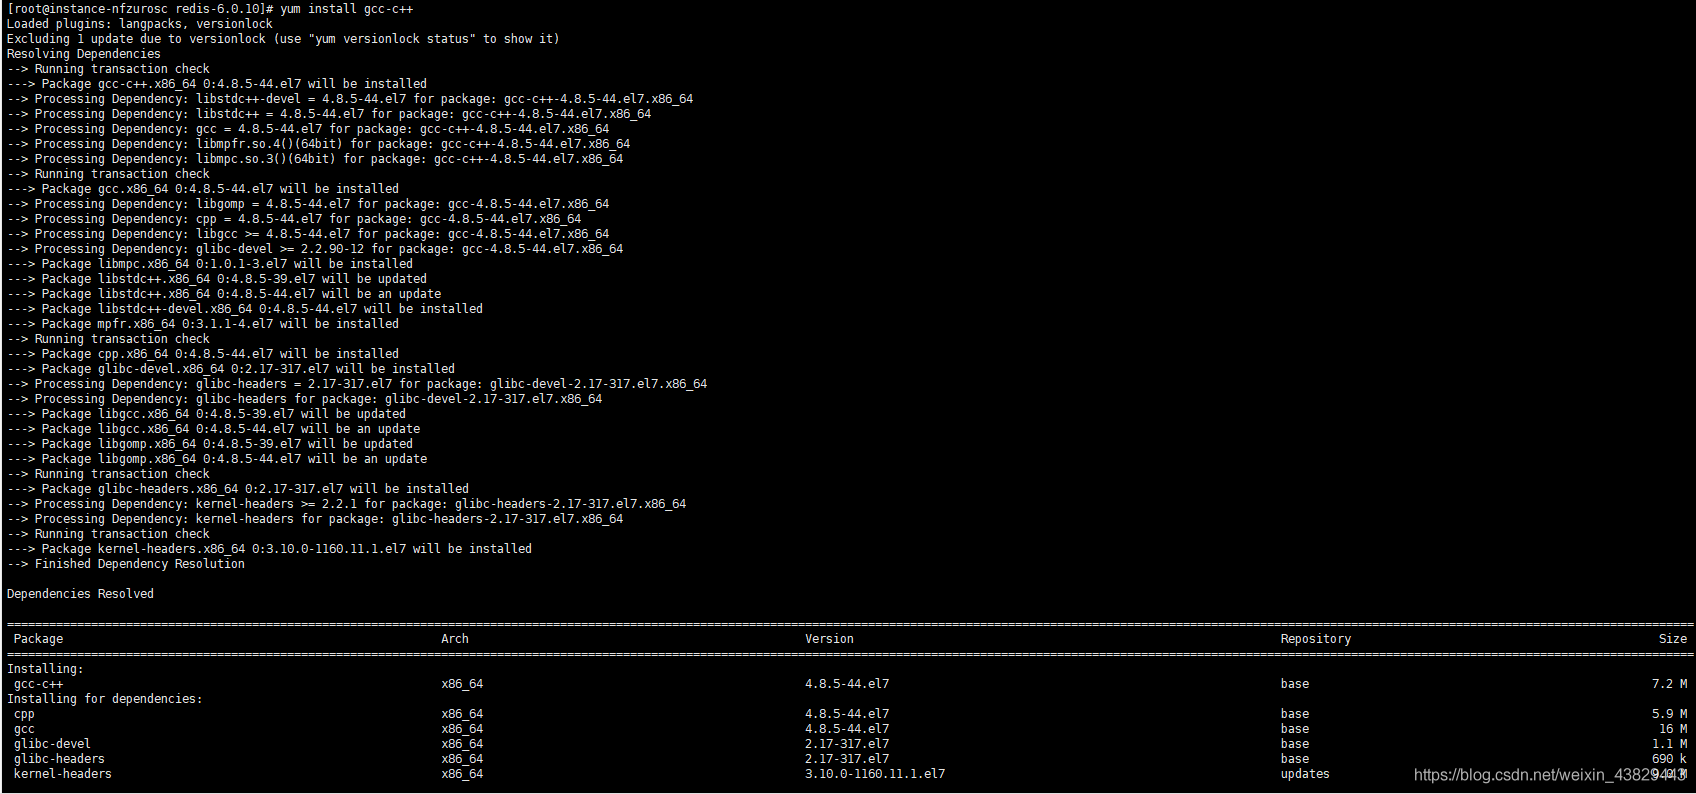 [root@instance-nfzurosc redis-6.0.10]# yum install gcc-c++
Loaded plugins: langpacks, versionlock
Excluding 1 update due to versionlock (use "yum versionlock status" to show it)
Resolving Dependencies
--> Running transaction check
---> Package gcc-c++.x86_64 0:4.8.5-44.el7 will be installed
--> Processing Dependency: libstdc++-devel = 4.8.5-44.el7 for package: gcc-c++-4.8.5-44.el7.x86_64
--> Processing Dependency: libstdc++ = 4.8.5-44.el7 for package: gcc-c++-4.8.5-44.el7.x86_64
--> Processing Dependency: gcc = 4.8.5-44.el7 for package: gcc-c++-4.8.5-44.el7.x86_64
--> Processing Dependency: libmpfr.so.4()(64bit) for package: gcc-c++-4.8.5-44.el7.x86_64
--> Processing Dependency: libmpc.so.3()(64bit) for package: gcc-c++-4.8.5-44.el7.x86_64
--> Running transaction check
---> Package gcc.x86_64 0:4.8.5-44.el7 will be installed
--> Processing Dependency: libgomp = 4.8.5-44.el7 for package: gcc-4.8.5-44.el7.x86_64
--> Processing Dependency: cpp = 4.8.5-44.el7 for package: gcc-4.8.5-44.el7.x86_64
--> Processing Dependency: libgcc >= 4.8.5-44.el7 for package: gcc-4.8.5-44.el7.x86_64
--> Processing Dependency: glibc-devel >= 2.2.90-12 for package: gcc-4.8.5-44.el7.x86_64
---> Package libmpc.x86_64 0:1.0.1-3.el7 will be installed
---> Package libstdc++.x86_64 0:4.8.5-39.el7 will be updated
---> Package libstdc++.x86_64 0:4.8.5-44.el7 will be an update
---> Package libstdc++-devel.x86_64 0:4.8.5-44.el7 will be installed
---> Package mpfr.x86_64 0:3.1.1-4.el7 will be installed
--> Running transaction check
---> Package cpp.x86_64 0:4.8.5-44.el7 will be installed
---> Package glibc-devel.x86_64 0:2.17-317.el7 will be installed
--> Processing Dependency: glibc-headers = 2.17-317.el7 for package: glibc-devel-2.17-317.el7.x86_64
--> Processing Dependency: glibc-headers for package: glibc-devel-2.17-317.el7.x86_64
---> Package libgcc.x86_64 0:4.8.5-39.el7 will be updated
---> Package libgcc.x86_64 0:4.8.5-44.el7 will be an update
---> Package libgomp.x86_64 0:4.8.5-39.el7 will be updated
---> Package libgomp.x86_64 0:4.8.5-44.el7 will be an update
--> Running transaction check
---> Package glibc-headers.x86_64 0:2.17-317.el7 will be installed
--> Processing Dependency: kernel-headers >= 2.2.1 for package: glibc-headers-2.17-317.el7.x86_64
--> Processing Dependency: kernel-headers for package: glibc-headers-2.17-317.el7.x86_64
--> Running transaction check
---> Package kernel-headers.x86_64 0:3.10.0-1160.11.1.el7 will be installed
--> Finished Dependency Resolution
Dependencies Resolved
Package Arch Version Repository Size
Installing:
gcc-c++ x86_64 4.8.5-44.el7 base 7.2 M
Installing for dependencies:
cpp x86_64 4.8.5-44.el7 base 5.9 M
gcc x86_64 4.8.5-44.el7 base 16 M
glibc-devel x86_64 2.17-317.el7 base 1.1 M
glibc-headers x86_64 2.17-317.el7 base 690 k
kernel-headers x86_64 3.10.0-1160.11.1.el7 updates
https://blog.csdn.net/weixin_43829443